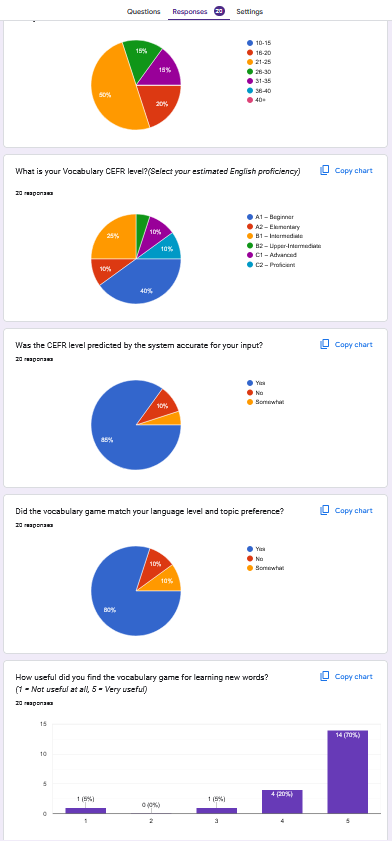 Questions Responses 20 Settings
15%
15%
50%
20%
10-15
16-20
21-25
26-30
31-35
36-40
40+
What is your Vocabulary CEFR level?(Select your estimated English proficiency)
Copy chart
20 responses
25%
10%
10%
10%
40%
A1 – Beginner
A2 – Elementary
B1 – Intermediate
B2 – Upper-Intermediate
C1 – Advanced
C2 – Proficient
Was the CEFR level predicted by the system accurate for your input?
Copy chart
20 responses
10%
85%
Yes
No
Somewhat
Did the vocabulary game match your language level and topic preference?
Copy chart
20 responses
10%
10%
80%
Yes
No
Somewhat
How useful did you find the vocabulary game for learning new words?
Copy chart
(1 = Not useful at all, 5 = Very useful)
20 responses
15
10
5
0
1 (5%)
0 (0%)
1 (5%)
4 (20%)
14 (70%)
1 2 3 4 5